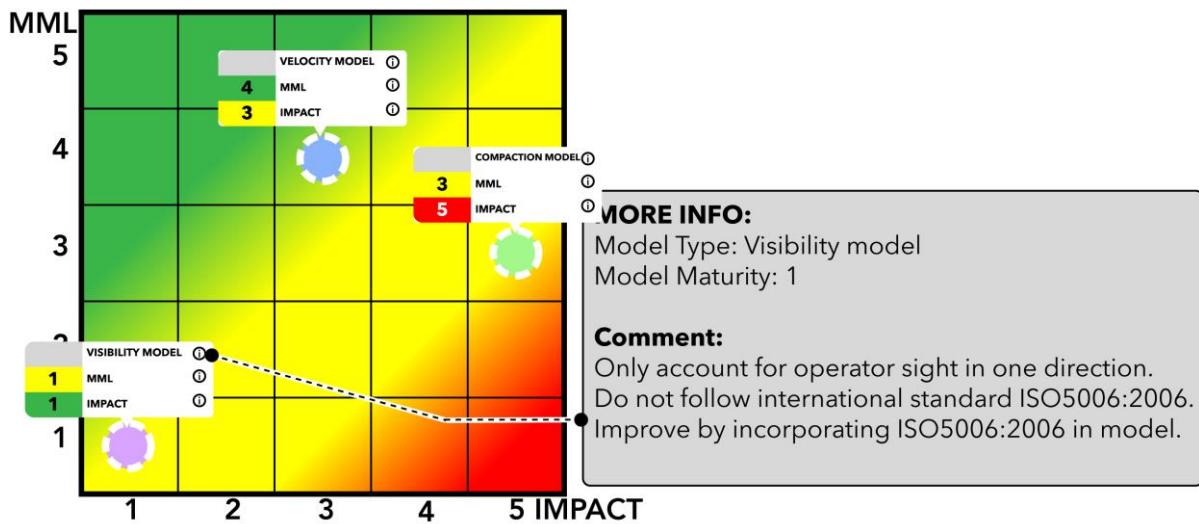 MML
5
VELOCITY MODEL
4 MML
3 IMPACT
4
COMPACTION MODEL
3 MML
5 IMPACT
3
MORE INFO:
Model Type: Visibility model
Model Maturity: 1
Comment:
Only account for operator sight in one direction.
Do not follow international standard ISO5006:2006.
Improve by incorporating ISO5006:2006 in model.
VISIBILITY MODEL
1 MML
1 IMPACT
1
1 2 3 4 5 IMPACT